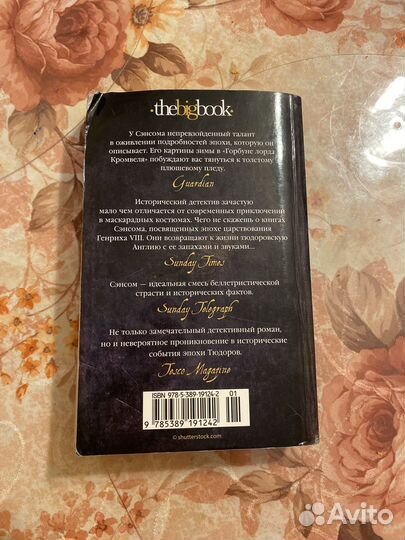 thebigbook
У Сэнсома непревзойденный талант
в оживлении подробностей эпохи, которую он
описывает. Его картины зимы в «Горбуне лорда
Кромвеля» побуждают вас тянуться к толстому
плюшевому пледу.
Guardian
Исторический детектив зачастую
мало чем отличается от современных приключений
в маскарадных костюмах. Чего не скажешь о книгах
Сэнсома, посвященных эпохе царствования
Генриха VIII. Они возвращают к жизни тюдоровскую
Англию с ее запахами и звуками...
Sunday Times
Сэнсом — идеальная смесь беллетристической
страсти и исторических фактов.
Sunday Telegraph
Не только замечательный детективный роман,
но и невероятное проникновение в исторические
события эпохи Тюдоров.
Tesco Magazine
ISBN 978-5-389-19124-2
01
9 785389 191242
© shutterstock.com
Avito